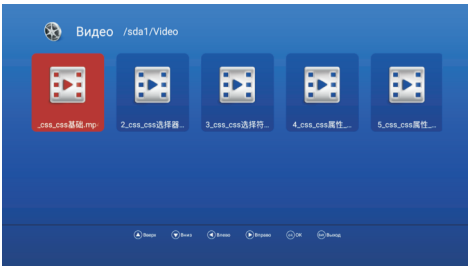 Видео /sda1/Video
_css_css基础.mp-
2_css_css选择器...
3_css_css选择符...
4_css_css属性_...
5_css_css属性_...
Вверх Вниз Влево Вправо OK Выход